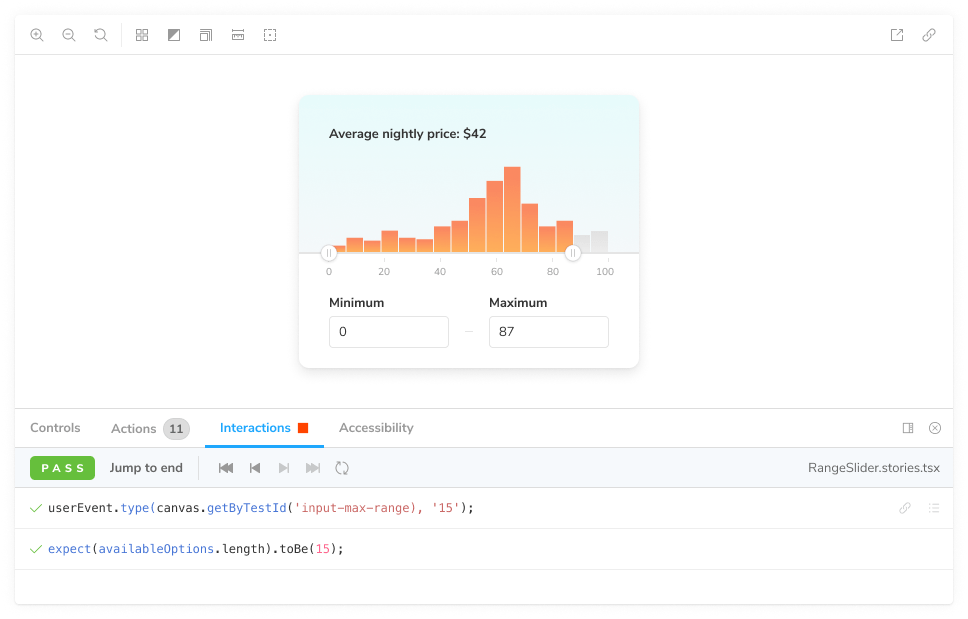 Average nightly price: $42
0 20 40 60 80 100
Minimum Maximum
0 – 87
Controls Actions 11 Interactions Accessibility
PASS Jump to end RangeSlider.stories.tsx
userEvent.type(canvas.getByTestId('input-max-range), '15');
expect(availableOptions.length).toBe(15);